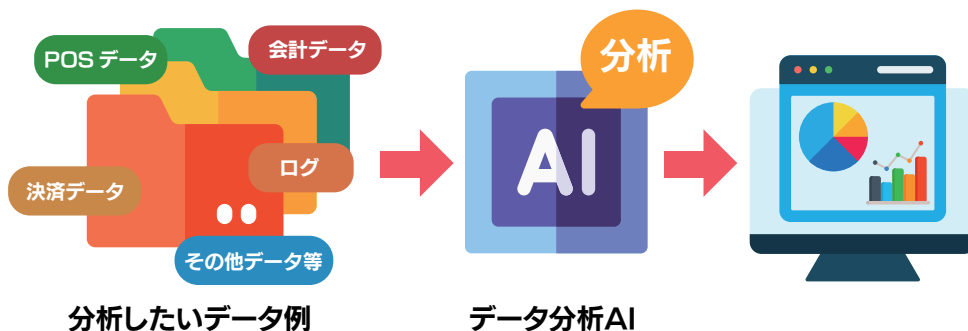 POS データ
会計データ
決済データ
ログ
その他データ等
分析したいデータ例
分析
AI
データ分析AI